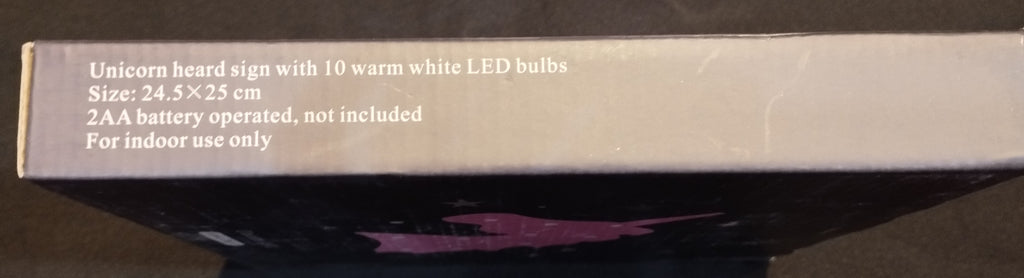 Unicorn heard sign with 10 warm white LED bulbs
Size: 24.5×25 cm
2AA battery operated, not included
For indoor use only